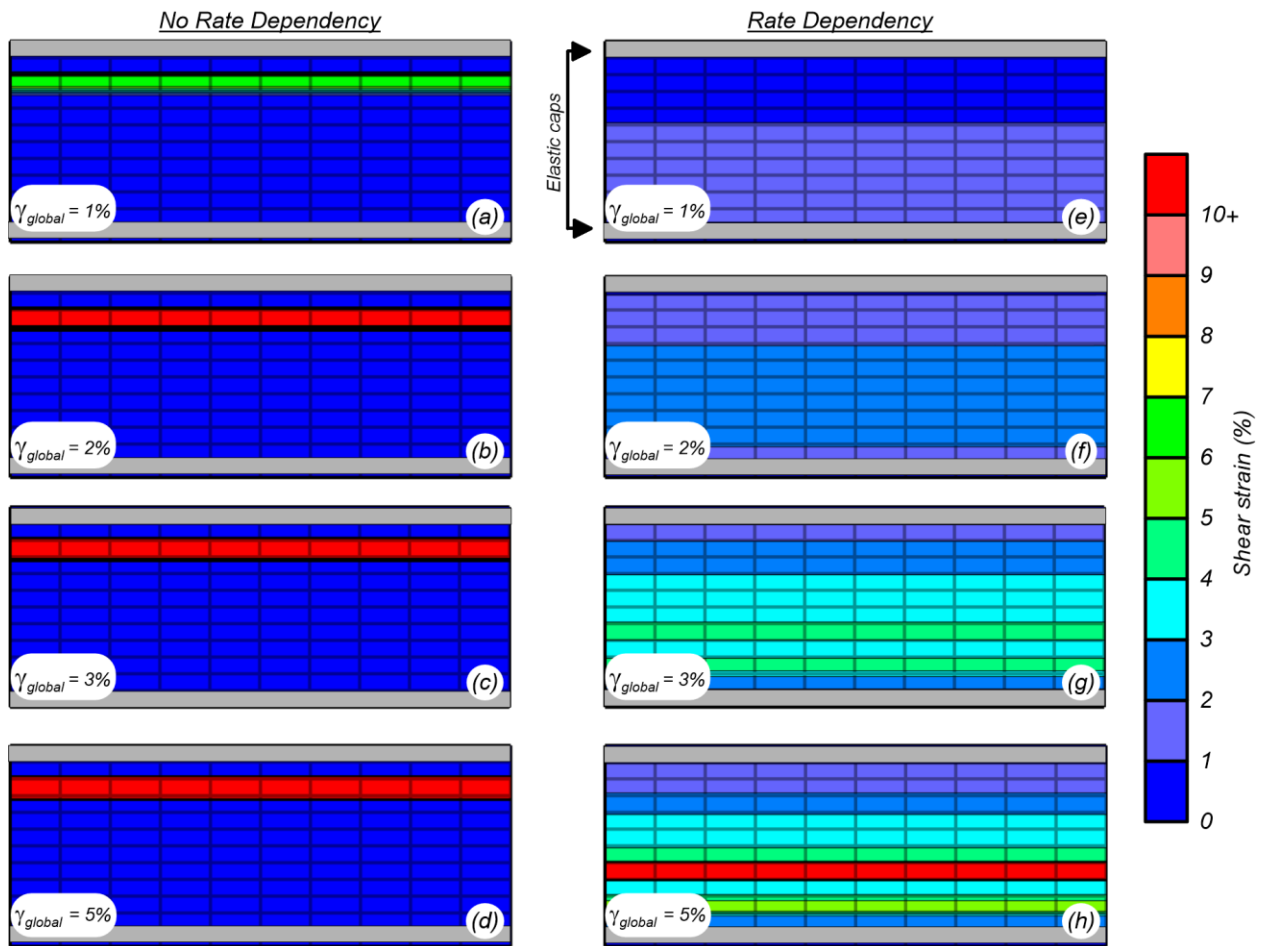 No Rate Dependency
Rate Dependency
γglobal = 1%
(a)
Elastic caps
γglobal = 1%
(e)
γglobal = 2%
(b)
γglobal = 2%
(f)
γglobal = 3%
(c)
γglobal = 3%
(g)
γglobal = 5%
(d)
γglobal = 5%
(h)
10+
9
8
7
6
5
4
3
2
1
0
Shear strain (%)